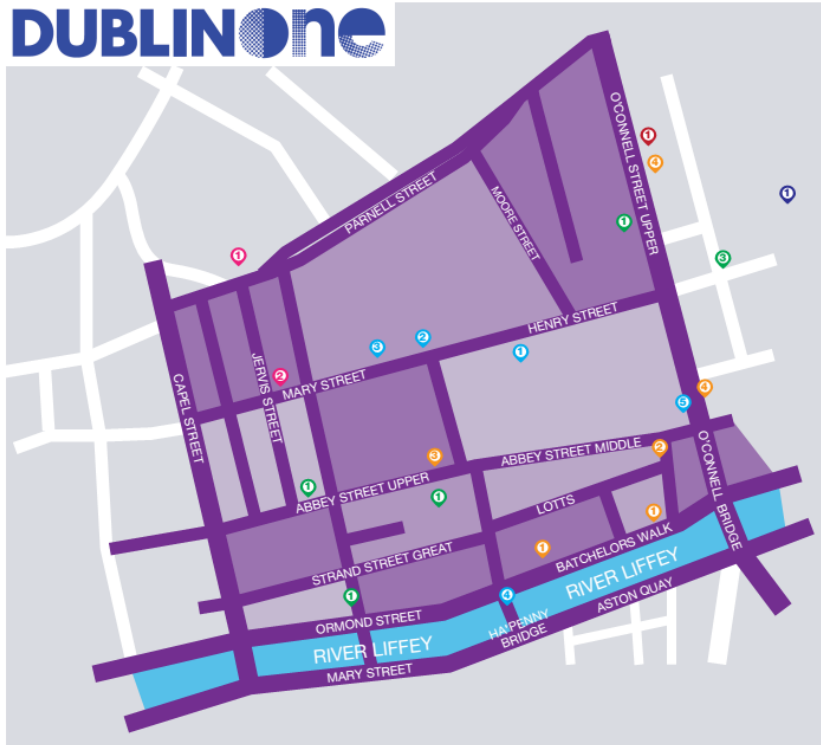 DUBLINone
O'CONNELL STREET UPPER
1
4
1
PARNELL STREET
MOORE STREET
1
3
1
HENRY STREET
3
2
1
JERVIS STREET
2
MARY STREET
CAPEL STREET
4
5
O'CONNELL BRIDGE
ABBEY STREET MIDDLE
2
3
ABBEY STREET UPPER
1
1
LOTTS
1
STRAND STREET GREAT
1
BATCHELORS WALK
1
4
RIVER LIFFEY
ASTON QUAY
ORMOND STREET
HA'PENNY
BRIDGE
RIVER LIFFEY
MARY STREET